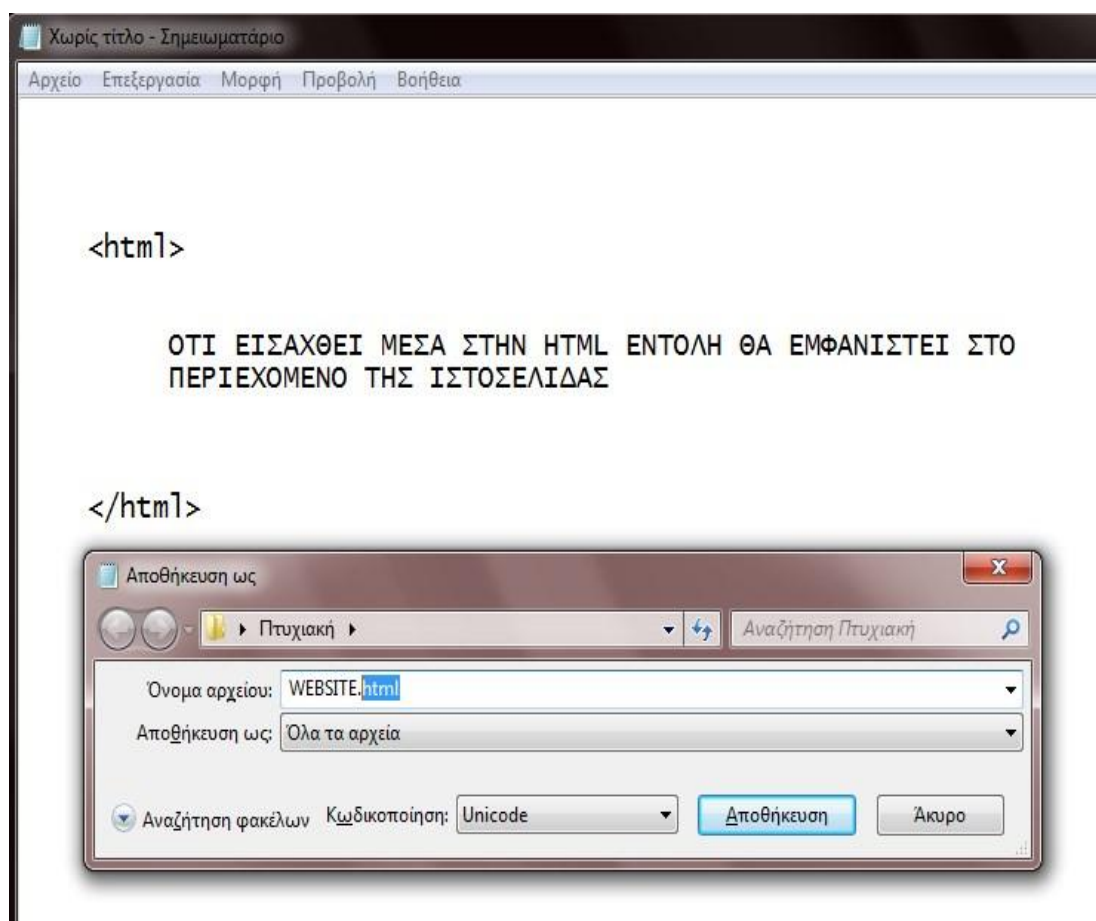 Χωρίς τίτλο - Σημειωματάριο
Αρχείο Επεξεργασία Μορφή Προβολή Βοήθεια
<html>
ΟΤΙ ΕΙΣΑΧΘΕΙ ΜΕΣΑ ΣΤΗΝ HTML ΕΝΤΟΛΗ ΘΑ ΕΜΦΑΝΙΣΤΕΙ ΣΤΟ
ΠΕΡΙΕΧΟΜΕΝΟ ΤΗΣ ΙΣΤΟΣΕΛΙΔΑΣ
</html>
Αποθήκευση ως
Πτυχιακή Αναζήτηση Πτυχιακή
Όνομα αρχείου: WEBSITE.html
Αποθήκευση ως: Όλα τα αρχεία
Αναζήτηση φακέλων Κωδικοποίηση: Unicode Αποθήκευση Άκυρο